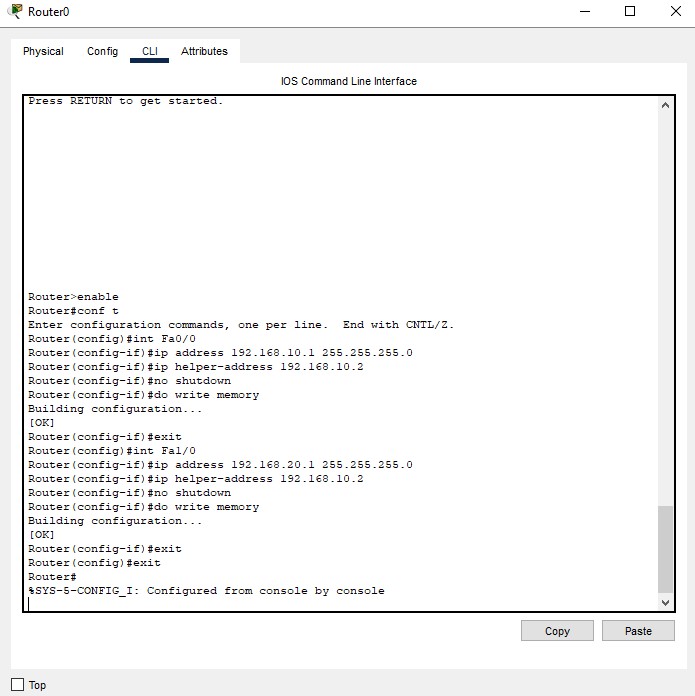 Router0
Physical Config CLI Attributes
IOS Command Line Interface
Press RETURN to get started.
Router>enable
Router#conf t
Enter configuration commands, one per line.  End with CNTL/Z.
Router(config)#int Fa0/0
Router(config-if)#ip address 192.168.10.1 255.255.255.0
Router(config-if)#ip helper-address 192.168.10.2
Router(config-if)#no shutdown
Router(config-if)#do write memory
Building configuration...
[OK]
Router(config-if)#exit
Router(config)#int Fa1/0
Router(config-if)#ip address 192.168.20.1 255.255.255.0
Router(config-if)#ip helper-address 192.168.10.2
Router(config-if)#no shutdown
Router(config-if)#do write memory
Building configuration...
[OK]
Router(config-if)#exit
Router(config)#exit
Router#
%SYS-5-CONFIG_I: Configured from console by console
Copy Paste
Top